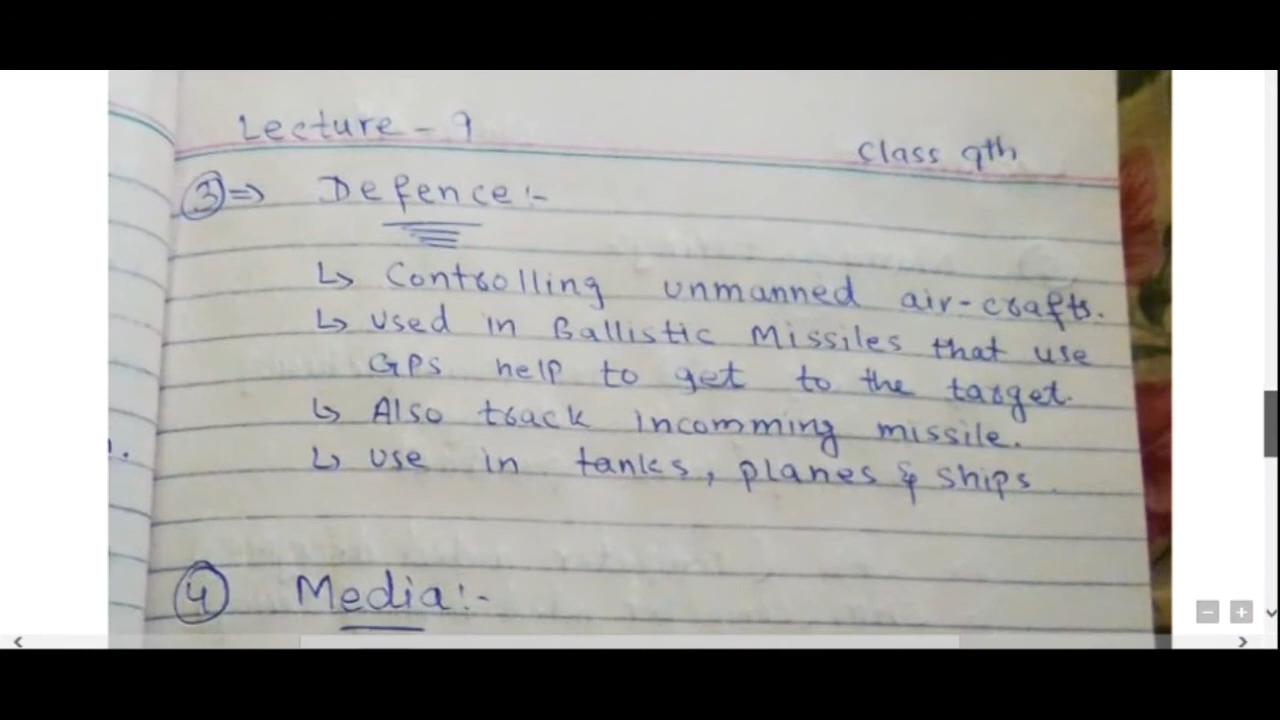 Lecture - 9
Class 9th
③⇒ Defence:-
↳ Controlling unmanned air-crafts.
↳ used in Ballistic Missiles that use
GPS help to get to the target.
↳ Also track incomming missile.
↳ use in tanks, planes & ships.
④ Media:-